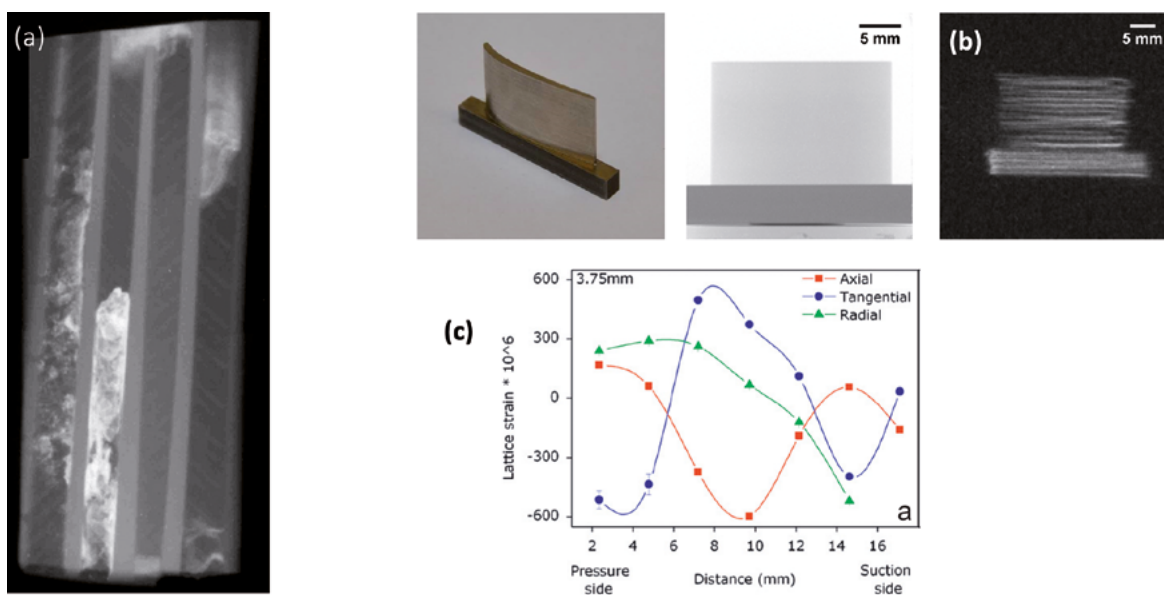 (a)
5 mm
(b)
5 mm
(c)
3.75mm
Axial
Tangential
Radial
600
300
0
-300
-600
Lattice strain * 10^6
a
2 4 6 8 10 12 14 16
Pressure side
Distance (mm)
Suction side